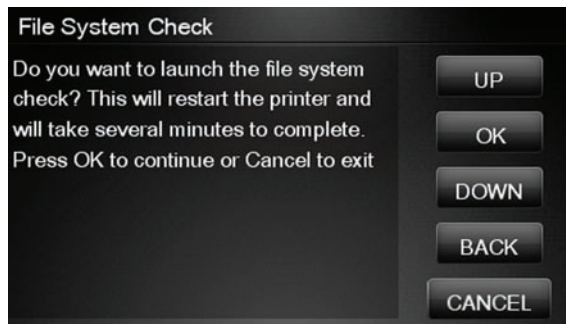 File System Check
Do you want to launch the file system
check? This will restart the printer and
will take several minutes to complete.
Press OK to continue or Cancel to exit
UP
OK
DOWN
BACK
CANCEL